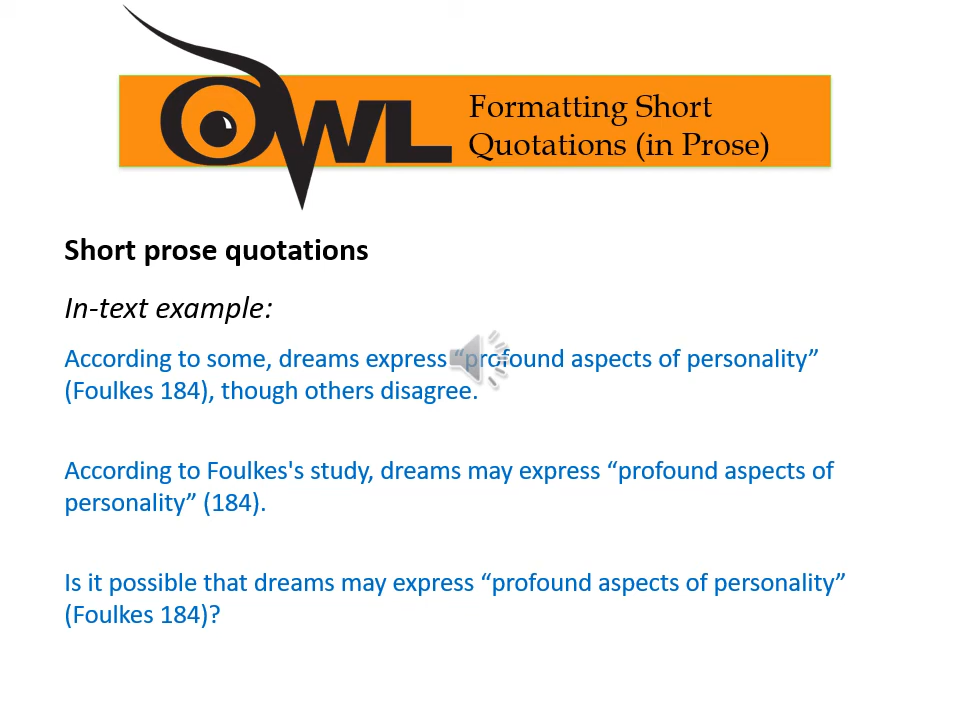 OWL
Formatting Short
Quotations (in Prose)
Short prose quotations
In-text example:
According to some, dreams express “profound aspects of personality”
(Foulkes 184), though others disagree.
According to Foulkes's study, dreams may express “profound aspects of
personality” (184).
Is it possible that dreams may express “profound aspects of personality”
(Foulkes 184)?